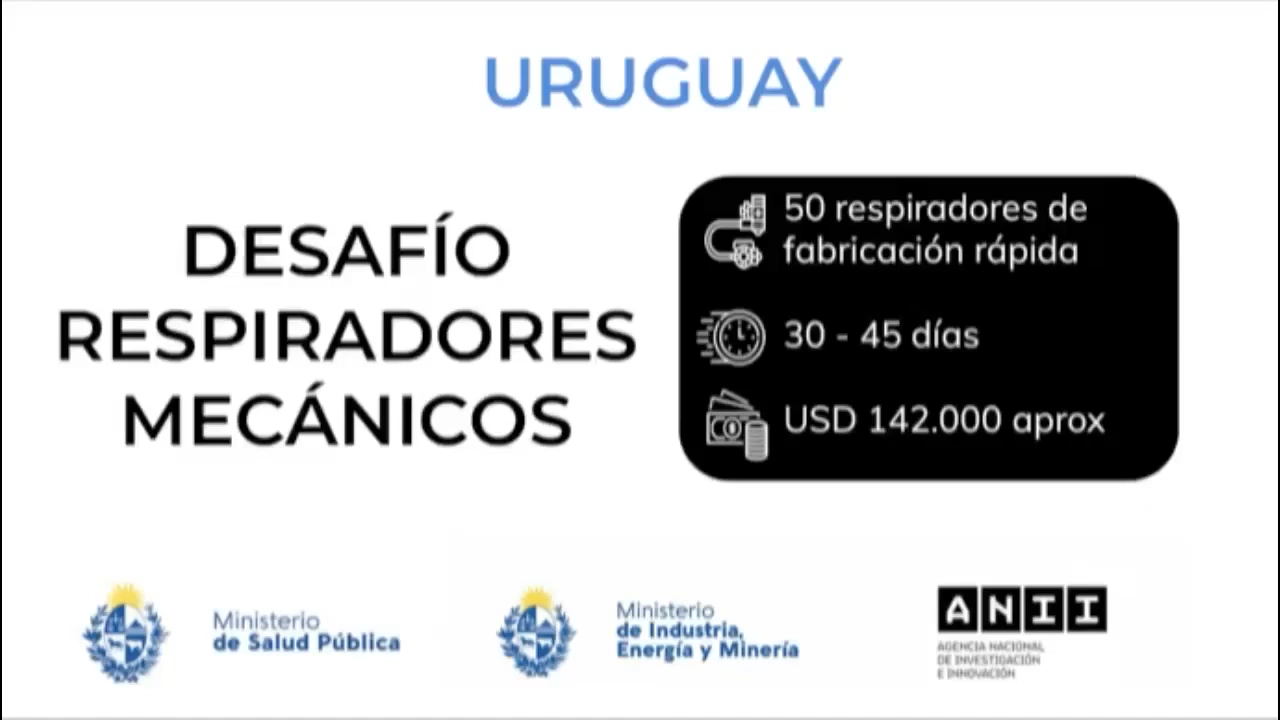 URUGUAY
DESAFÍO
RESPIRADORES
MECÁNICOS
50 respiradores de
fabricación rápida
30 - 45 días
USD 142.000 aprox
Ministerio
de Salud Pública
Ministerio
de Industria,
Energía y Minería
ANII
AGENCIA NACIONAL
DE INVESTIGACIÓN
E INNOVACIÓN